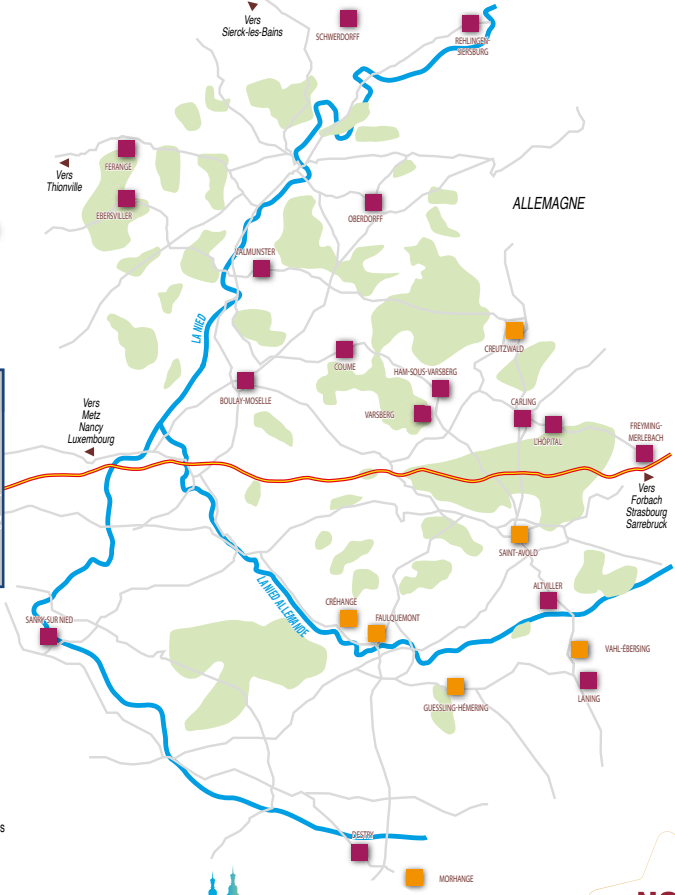 Vers
Sierck-les-Bains
SCHWERDORFF
REHLINGEN-
SIERSBURG
FERANGE
Vers
Thionville
EBERSVILLER
OBERDORFF
ALLEMAGNE
VALMUNSTER
LA NIED
CREUTZWALD
COUME
HAM-SOUS-VARSBERG
BOULAY-MOSELLE
VARSBERG
CARLING
L'HÔPITAL
FREYMING-
MERLEBACH
Vers
Metz
Nancy
Luxembourg
Vers
Forbach
Strasbourg
Sarrebruck
SAINT-AVOLD
LA NIED ALLEMANDE
ALTVILLER
CRÉHANGE
FAULQUEMONT
SANRY-SUR NIED
VAHL-ÉBERSING
LANING
GUESSLING-HÉMERING
s
DESTRY
MORHANGE
NO